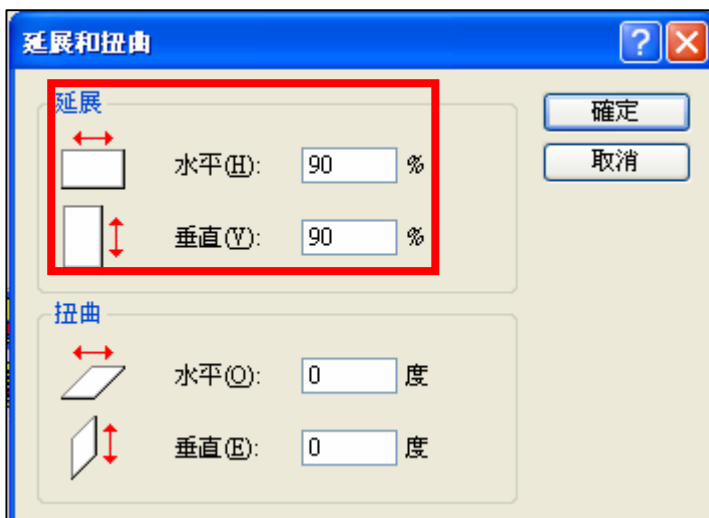 延展和扭曲
延展
水平(H): 90 %
垂直(V): 90 %
確定
取消
扭曲
水平(O): 0 度
垂直(E): 0 度